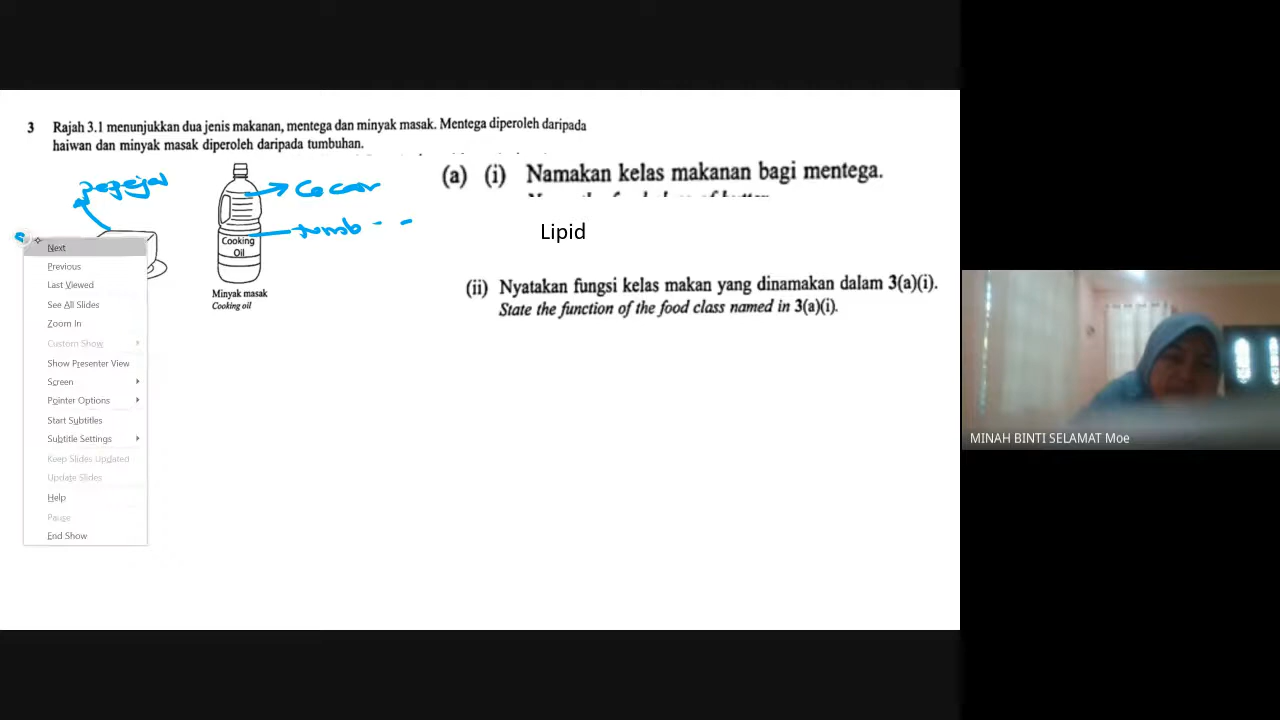 3 Rajah 3.1 menunjukkan dua jenis makanan, mentega dan minyak masak. Mentega diperoleh daripada
haiwan dan minyak masak diperoleh daripada tumbuhan.
(a) (i) Namakan kelas makanan bagi mentega.
Lipid
(ii) Nyatakan fungsi kelas makan yang dinamakan dalam 3(a)(i).
State the function of the food class named in 3(a)(i).
pepejal
Cecair
tumb
Cooking
Oil
Minyak masak
Cooking oil
Next
Previous
Last Viewed
See All Slides
Zoom In
Custom Show
Show Presenter View
Screen
Pointer Options
Start Subtitles
Subtitle Settings
Keep Slides Updated
Update Slides
Help
Pause
End Show
MINAH BINTI SELAMAT Moe